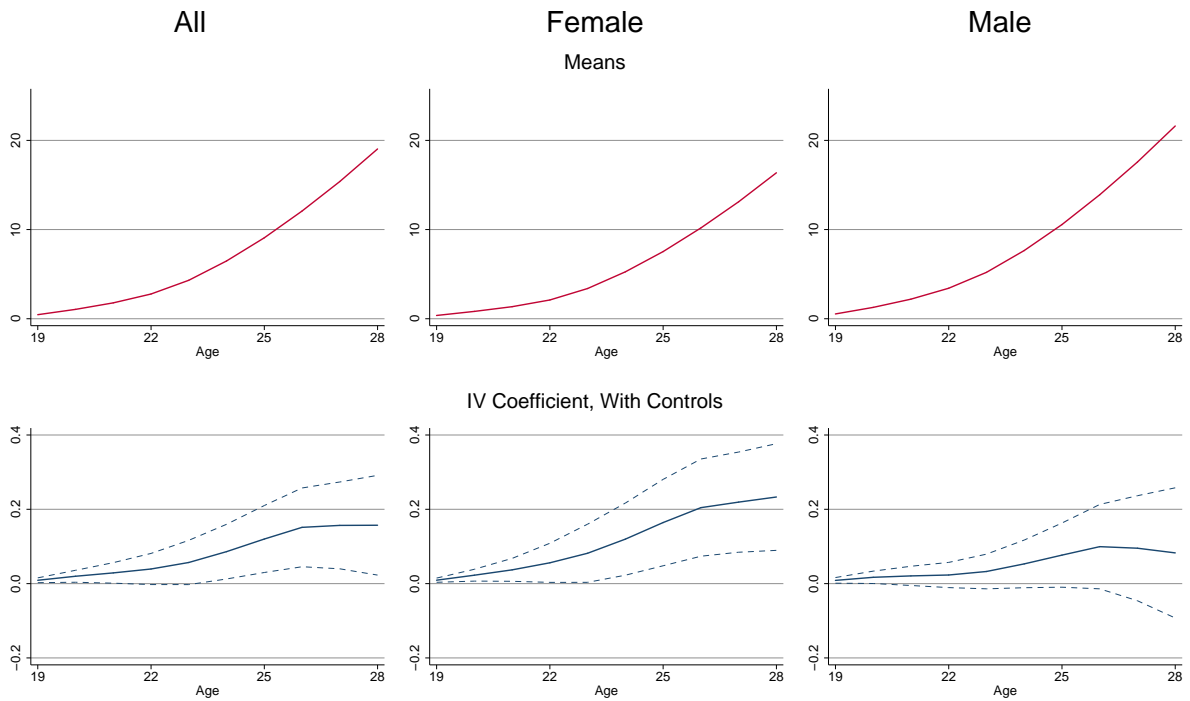 All Female Male
Means
20 20 20
10 10 10
0 0 0
19 22 25 28 19 22 25 28 19 22 25 28
Age Age Age
IV Coefficient, With Controls
0.4 0.4 0.4
0.2 0.2 0.2
0.0 0.0 0.0
−0.2 −0.2 −0.2
19 22 25 28 19 22 25 28 19 22 25 28
Age Age Age